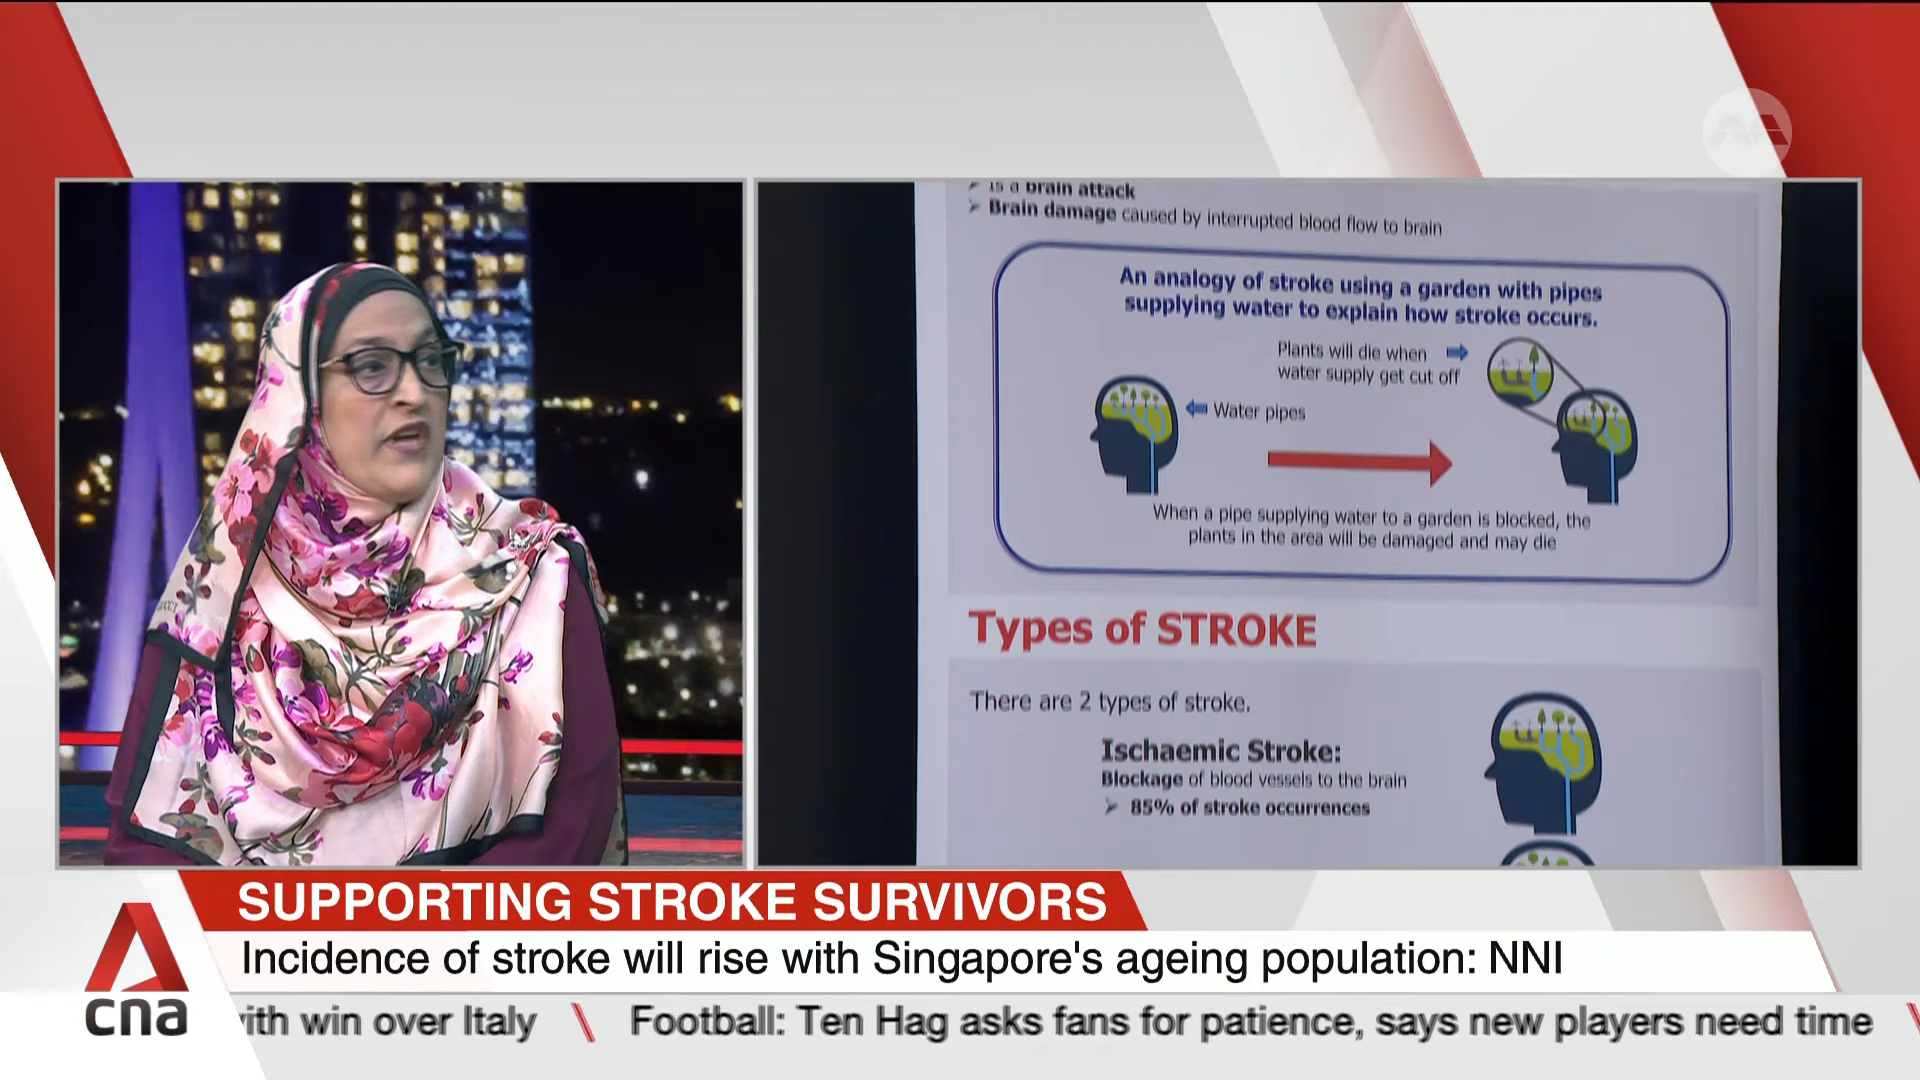 is a brain attack
Brain damage caused by interrupted blood flow to brain
An analogy of stroke using a garden with pipes
supplying water to explain how stroke occurs.
Plants will die when
water supply get cut off
Water pipes
When a pipe supplying water to a garden is blocked, the
plants in the area will be damaged and may die
Types of STROKE
There are 2 types of stroke.
Ischaemic Stroke:
Blockage of blood vessels to the brain
85% of stroke occurrences
SUPPORTING STROKE SURVIVORS
Incidence of stroke will rise with Singapore's ageing population: NNI
cna
with win over Italy \ Football: Ten Hag asks fans for patience, says new players need time